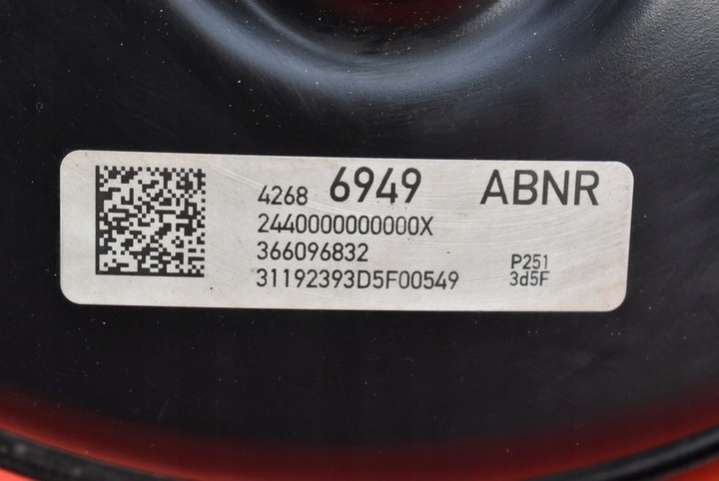 4268 6949 ABNR
2440000000000X
366096832
31192393D5F00549
P251
3d5F